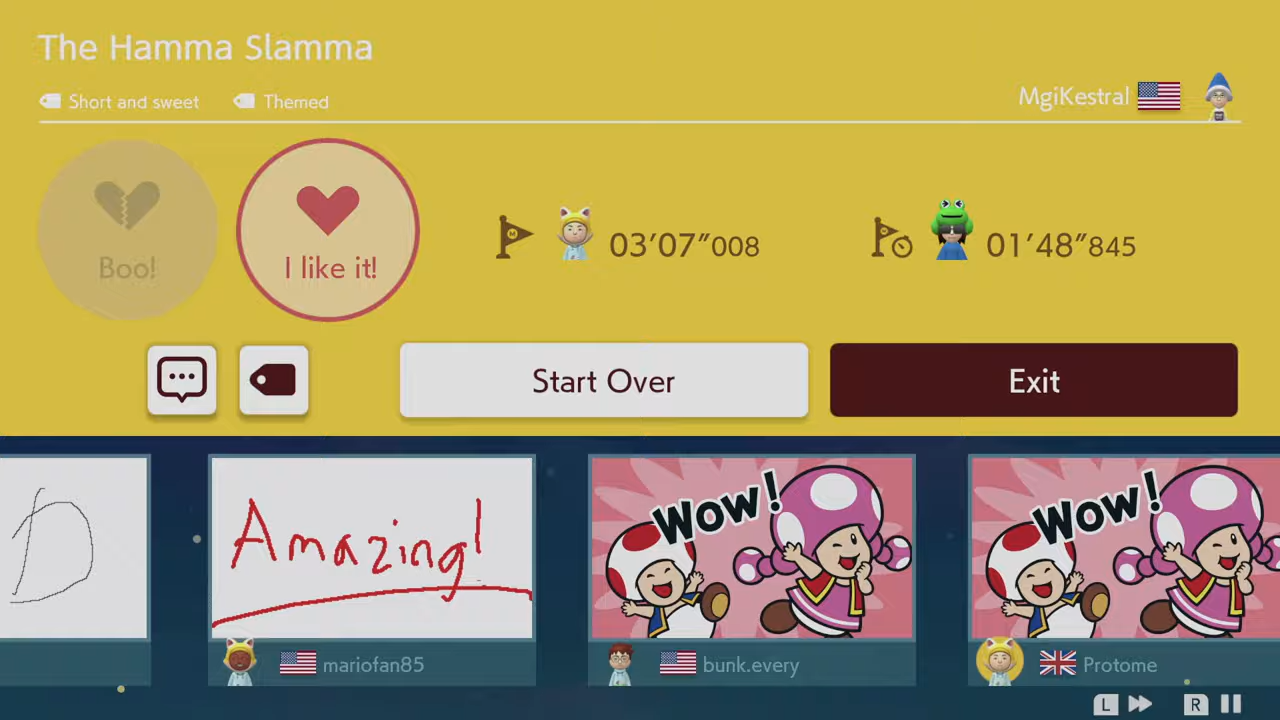 The Hamma Slamma
Short and sweet Themed
MgiKestral
Boo!
I like it!
M 03'07"008
M 01'48"845
Start Over
Exit
D
Amazing!
Wow!
Wow!
mariofan85
bunk.every
Protome
L R